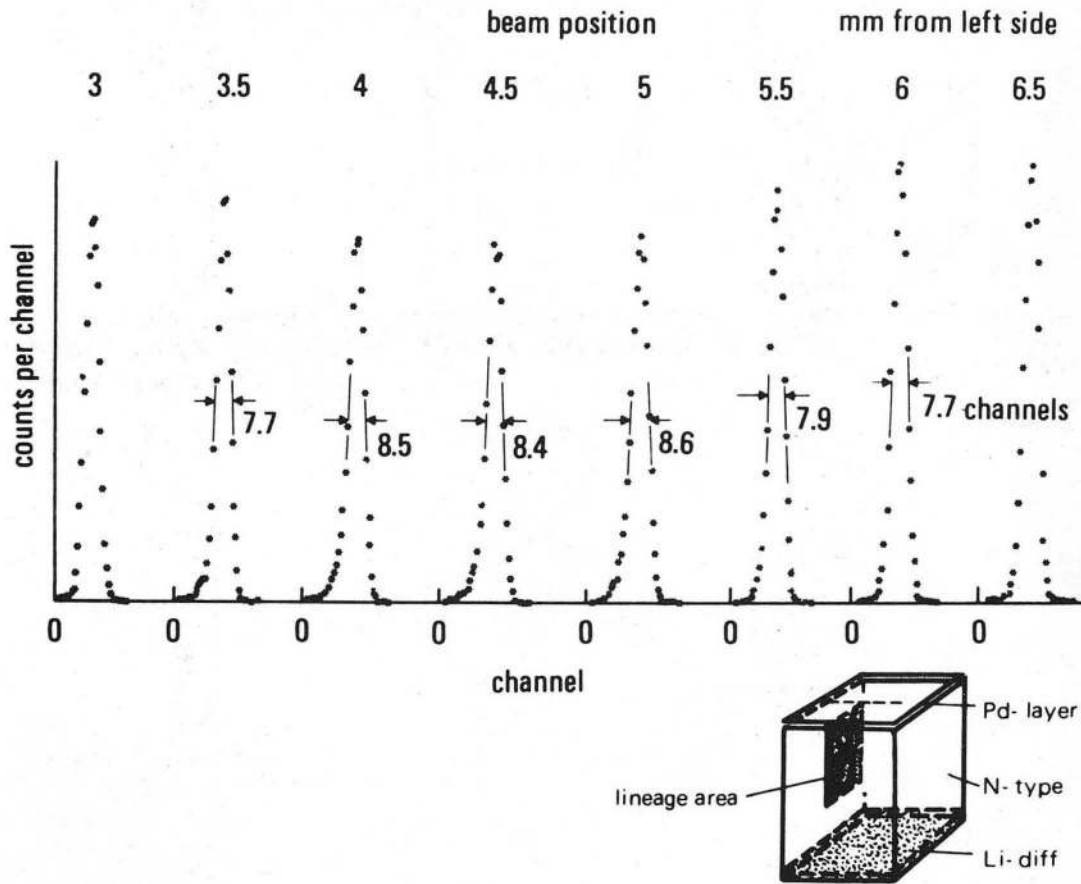 beam position mm from left side
3 3.5 4 4.5 5 5.5 6 6.5
counts per channel
7.7 8.5 8.4 8.6 7.9 7.7 channels
0 0 0 0 0 0 0 0
channel
Pd- layer
lineage area
N- type
Li- diff